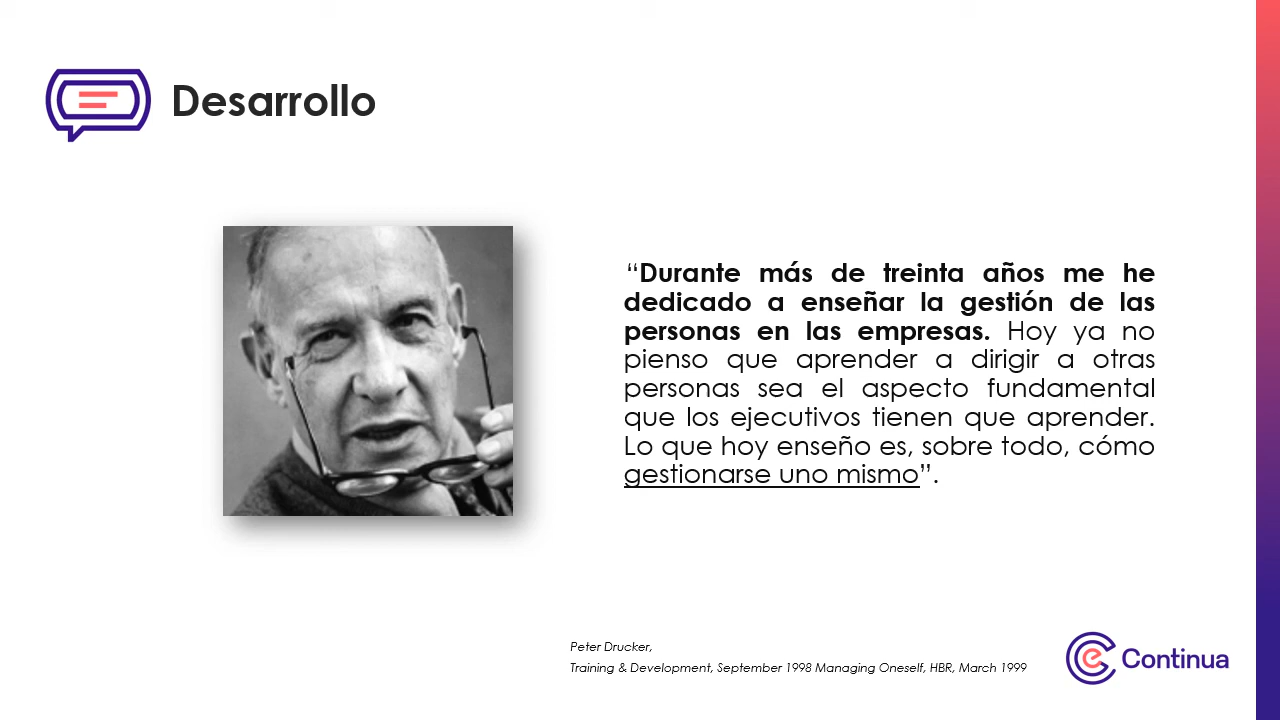 Desarrollo
“Durante más de treinta años me he
dedicado a enseñar la gestión de las
personas en las empresas. Hoy ya no
pienso que aprender a dirigir a otras
personas sea el aspecto fundamental
que los ejecutivos tienen que aprender.
Lo que hoy enseño es, sobre todo, cómo
gestionarse uno mismo”.
Peter Drucker,
Training & Development, September 1998 Managing Oneself, HBR, March 1999
Continua